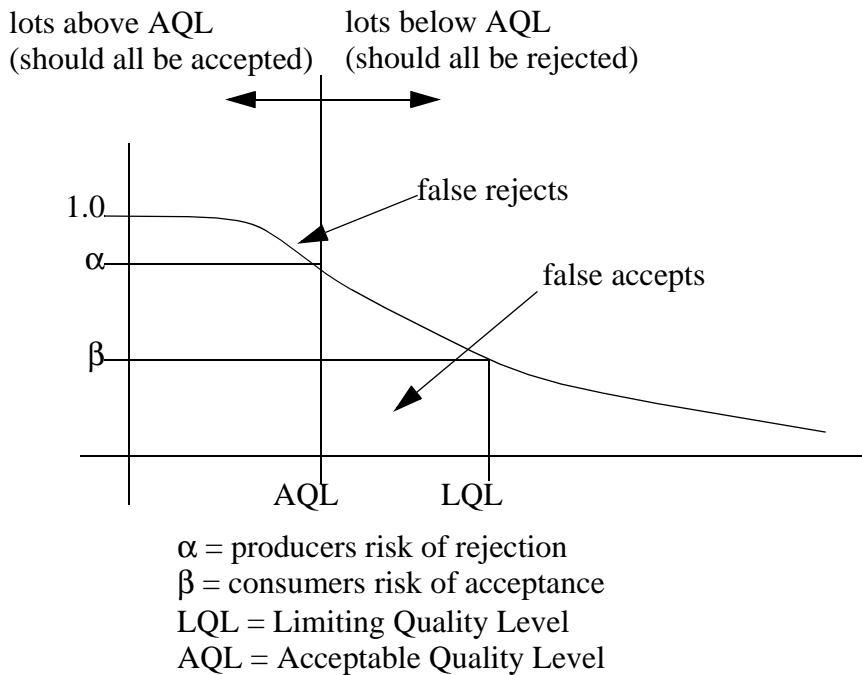 lots above AQL
(should all be accepted)
lots below AQL
(should all be rejected)
false rejects
1.0
α
false accepts
β
AQL
LQL
α = producers risk of rejection
β = consumers risk of acceptance
LQL = Limiting Quality Level
AQL = Acceptable Quality Level